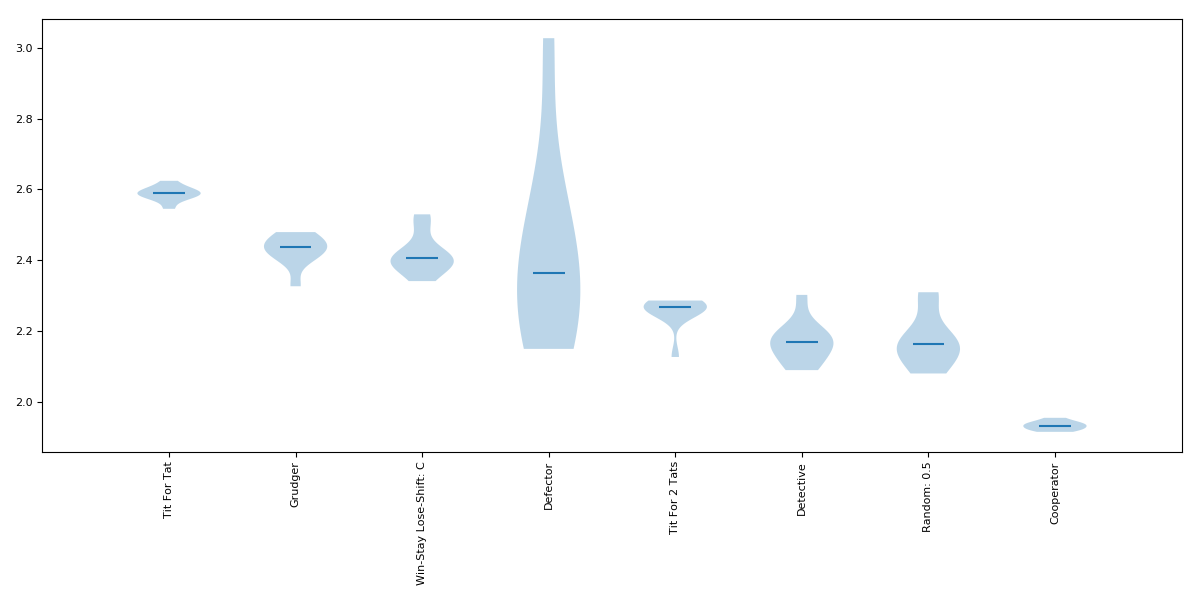 3.0
2.8
2.6
2.4
2.2
2.0
Tit For Tat
Grudger
Win-Stay Lose-Shift: C
Defector
Tit For 2 Tats
Detective
Random: 0.5
Cooperator